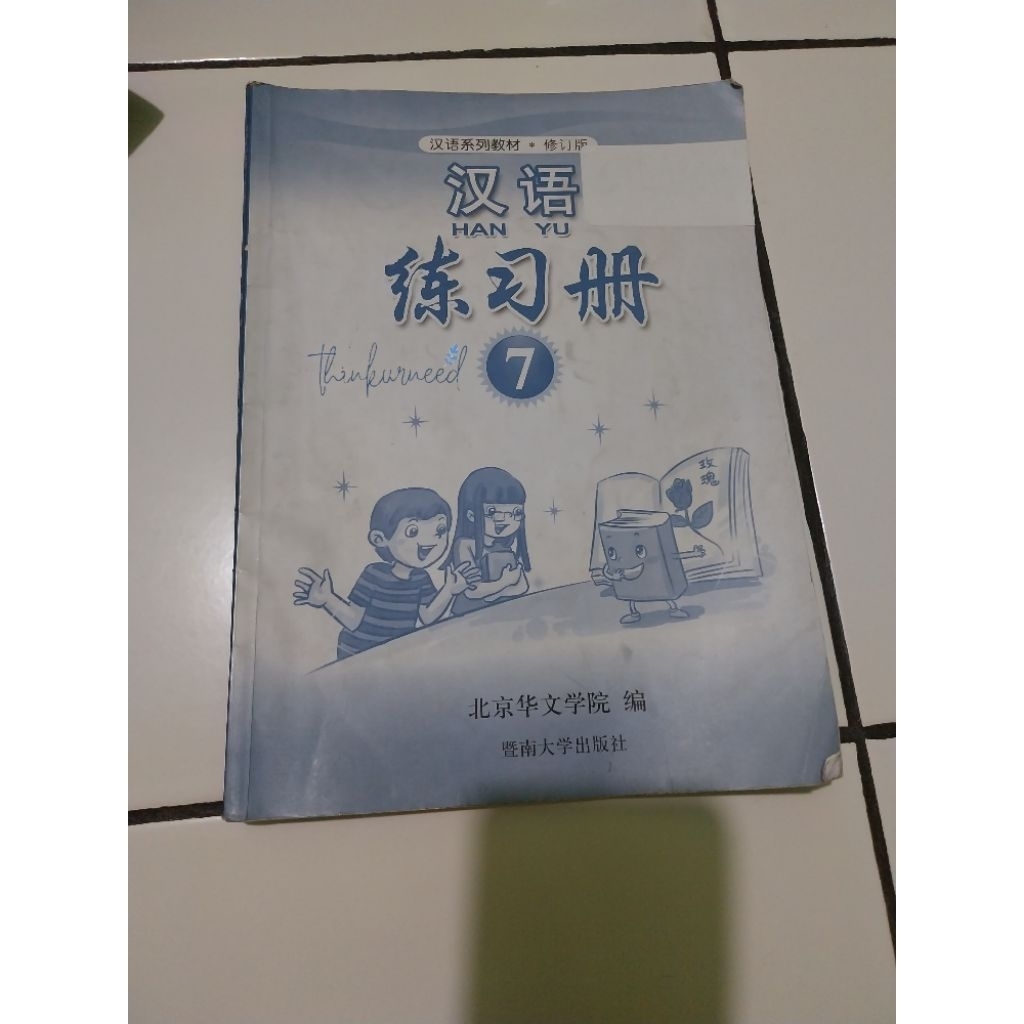 汉语系列教材 • 修订版
汉语
HAN YU
练习册
7
thinkurneed
玫瑰
北京华文学院 编
暨南大学出版社